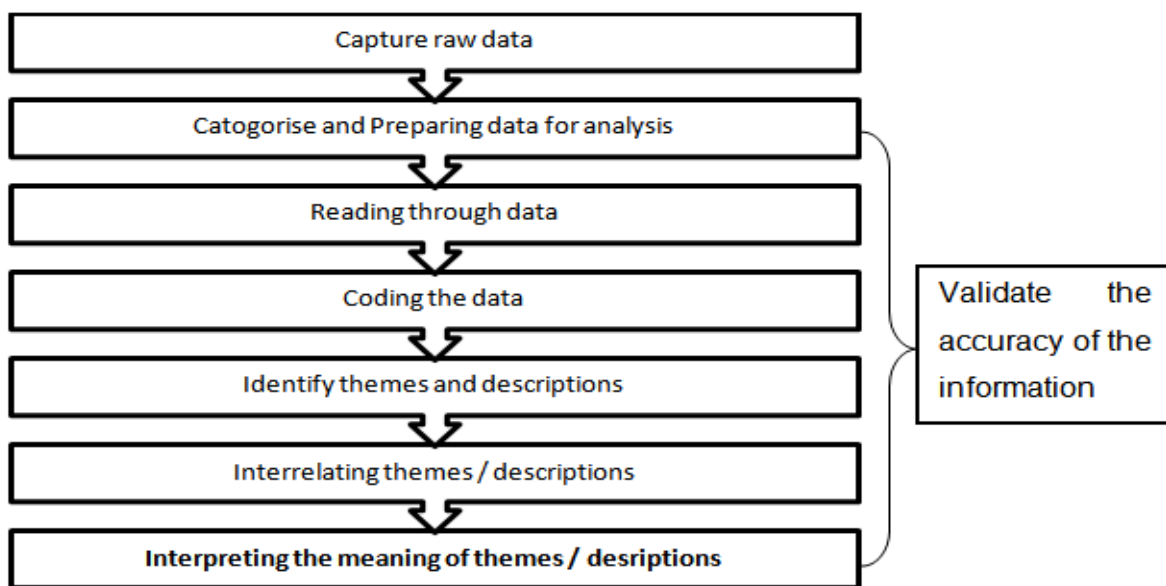 Capture raw data
Catogorise and Preparing data for analysis
Reading through data
Coding the data
Identify themes and descriptions
Interrelating themes / descriptions
Interpreting the meaning of themes / desriptions
Validate the
accuracy of the
information